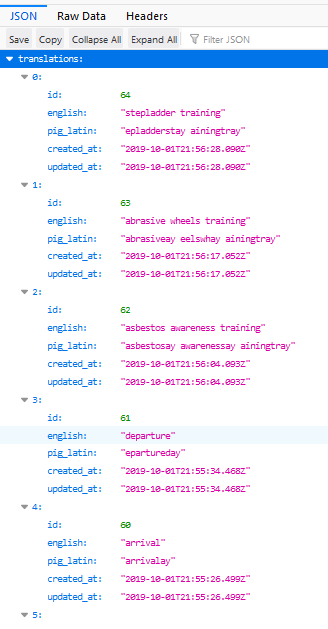 JSON Raw Data Headers
Save Copy Collapse All Expand All Filter JSON
translations:
0:
id: 64
english: "stepladder training"
pig_latin: "epladderstay ainingtray"
created_at: "2019-10-01T21:56:28.090Z"
updated_at: "2019-10-01T21:56:28.090Z"
1:
id: 63
english: "abrasive wheels training"
pig_latin: "abrasiveay eelswhay ainingtray"
created_at: "2019-10-01T21:56:17.052Z"
updated_at: "2019-10-01T21:56:17.052Z"
2:
id: 62
english: "asbestos awareness training"
pig_latin: "asbestosay awarenessay ainingtray"
created_at: "2019-10-01T21:56:04.093Z"
updated_at: "2019-10-01T21:56:04.093Z"
3:
id: 61
english: "departure"
pig_latin: "epartureday"
created_at: "2019-10-01T21:55:34.468Z"
updated_at: "2019-10-01T21:55:34.468Z"
4:
id: 60
english: "arrival"
pig_latin: "arrivalay"
created_at: "2019-10-01T21:55:26.499Z"
updated_at: "2019-10-01T21:55:26.499Z"
5: